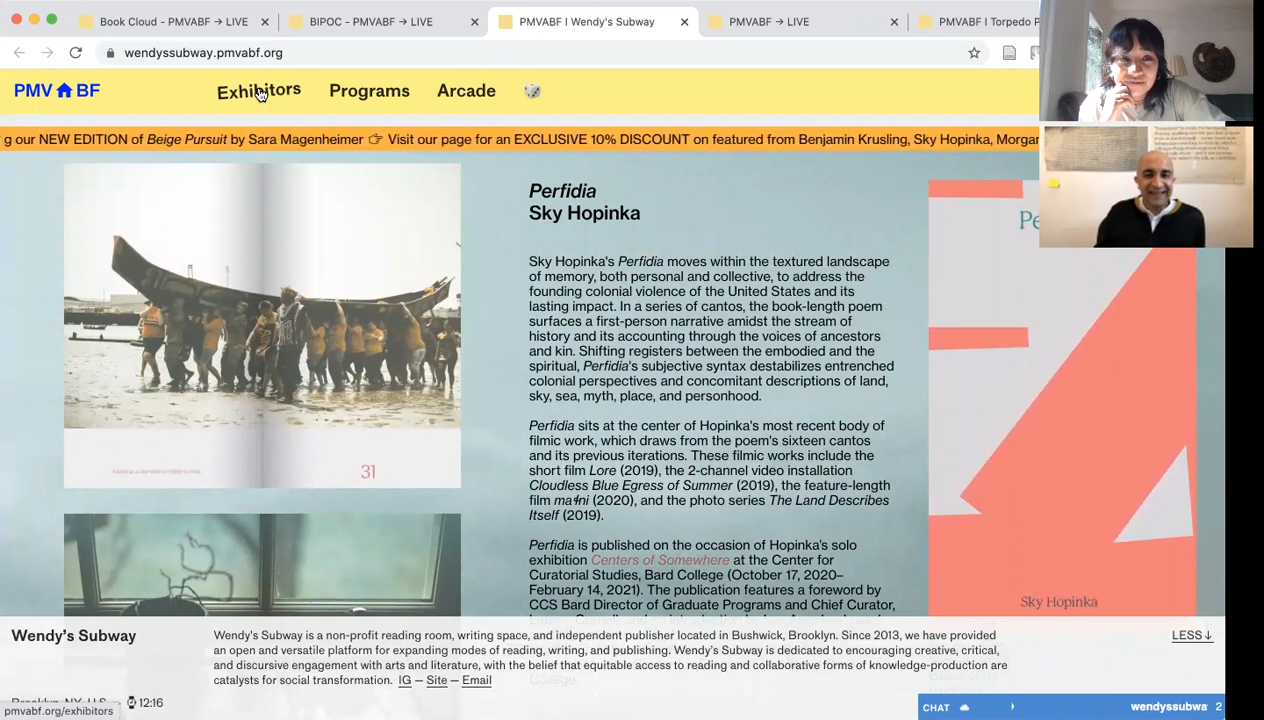 Book Cloud - PMVABF → LIVE
BIPOC - PMVABF → LIVE
PMVABF I Wendy's Subway
PMVABF → LIVE
PMVABF I Torpedo P
wendyssubway.pmvabf.org
PMV BF
Exhibitors
Programs
Arcade
g our NEW EDITION of Beige Pursuit by Sara Magenheimer 👉 Visit our page for an EXCLUSIVE 10% DISCOUNT on featured from Benjamin Krusling, Sky Hopinka, Morgan
Perfidia
Sky Hopinka
Sky Hopinka's Perfidia moves within the textured landscape
of memory, both personal and collective, to address the
founding colonial violence of the United States and its
lasting impact. In a series of cantos, the book-length poem
surfaces a first-person narrative amidst the stream of
history and its accounting through the voices of ancestors
and kin. Shifting registers between the embodied and the
spiritual, Perfidia's subjective syntax destabilizes entrenched
colonial perspectives and concomitant descriptions of land,
sky, sea, myth, place, and personhood.
Perfidia sits at the center of Hopinka's most recent body of
filmic work, which draws from the poem's sixteen cantos
and its previous iterations. These filmic works include the
short film Lore (2019), the 2-channel video installation
Cloudless Blue Egress of Summer (2019), the feature-length
film maɬni (2020), and the photo series The Land Describes
Itself (2019).
Perfidia is published on the occasion of Hopinka's solo
exhibition Centers of Somewhere at the Center for
Curatorial Studies, Bard College (October 17, 2020–
February 14, 2021). The publication features a foreword by
CCS Bard Director of Graduate Programs and Chief Curator,
College.
31
Pe
Sky Hopinka
Wendy's Subway
Wendy's Subway is a non-profit reading room, writing space, and independent publisher located in Bushwick, Brooklyn. Since 2013, we have provided
an open and versatile platform for expanding modes of reading, writing, and publishing. Wendy's Subway is dedicated to encouraging creative, critical,
and discursive engagement with arts and literature, with the belief that equitable access to reading and collaborative forms of knowledge-production are
catalysts for social transformation. IG — Site — Email
LESS↓
Brooklyn, NY, U.S. 12:16
pmvabf.org/exhibitors
CHAT
wendyssubwa 2